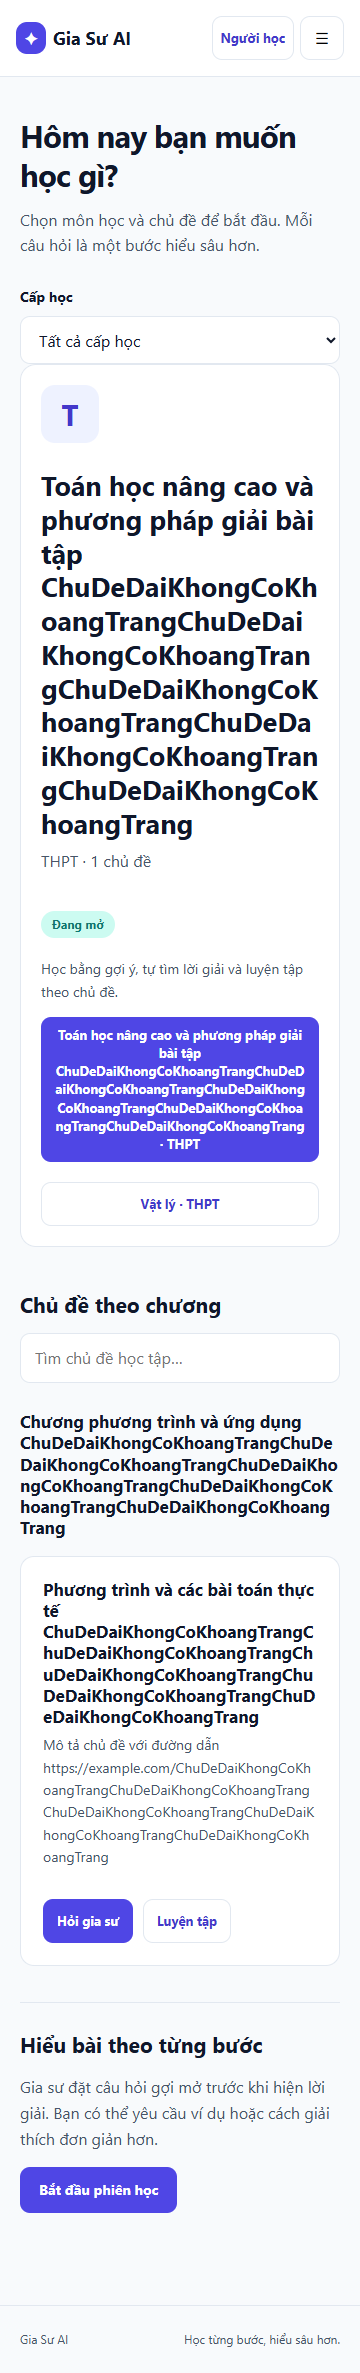 ✦ Gia Sư AI
Người học
☰
Hôm nay bạn muốn
học gì?
Chọn môn học và chủ đề để bắt đầu. Mỗi
câu hỏi là một bước hiểu sâu hơn.
Cấp học
Tất cả cấp học
T
Toán học nâng cao và
phương pháp giải bài
tập
ChuDeDaiKhongCoKh
oangTrangChuDeDai
KhongCoKhoangTran
gChuDeDaiKhongCoK
hoangTrangChuDeDa
iKhongCoKhoangTran
gChuDeDaiKhongCoK
hoangTrang
THPT · 1 chủ đề
Đang mở
Học bằng gợi ý, tự tìm lời giải và luyện tập
theo chủ đề.
Toán học nâng cao và phương pháp giải
bài tập
ChuDeDaiKhongCoKhoangTrangChuDeD
aiKhongCoKhoangTrangChuDeDaiKhong
CoKhoangTrangChuDeDaiKhongCoKhoa
ngTrangChuDeDaiKhongCoKhoangTrang
· THPT
Vật lý · THPT
Chủ đề theo chương
Tìm chủ đề học tập...
Chương phương trình và ứng dụng
ChuDeDaiKhongCoKhoangTrangChuDe
DaiKhongCoKhoangTrangChuDeDaiKho
ngCoKhoangTrangChuDeDaiKhongCoK
hoangTrangChuDeDaiKhongCoKhoang
Trang
Phương trình và các bài toán thực
tế
ChuDeDaiKhongCoKhoangTrangC
huDeDaiKhongCoKhoangTrangCh
uDeDaiKhongCoKhoangTrangChu
DeDaiKhongCoKhoangTrangChuD
eDaiKhongCoKhoangTrang
Mô tả chủ đề với đường dẫn
https://example.com/ChuDeDaiKhongCoKh
oangTrangChuDeDaiKhongCoKhoangTrang
ChuDeDaiKhongCoKhoangTrangChuDeDaiK
hongCoKhoangTrangChuDeDaiKhongCoKh
oangTrang
Hỏi gia sư
Luyện tập
Hiểu bài theo từng bước
Gia sư đặt câu hỏi gợi mở trước khi hiện lời
giải. Bạn có thể yêu cầu ví dụ hoặc cách giải
thích đơn giản hơn.
Bắt đầu phiên học
Gia Sư AI
Học từng bước, hiểu sâu hơn.